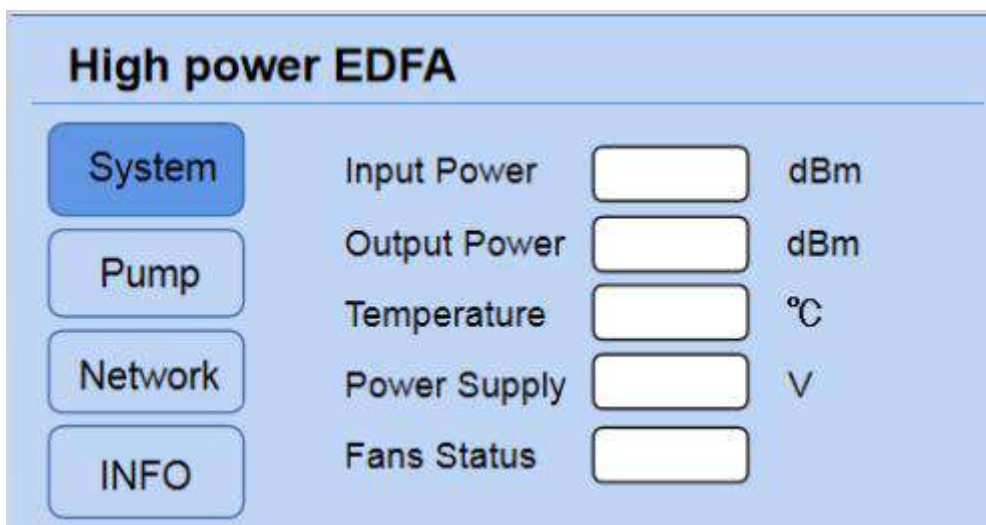 High power EDFA
System
Pump
Network
INFO
Input Power dBm
Output Power dBm
Temperature ℃
Power Supply V
Fans Status